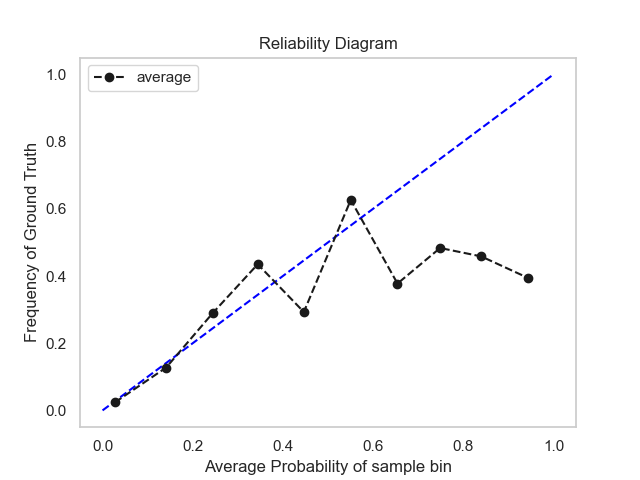 Reliability Diagram
average
Frequency of Ground Truth
1.0
0.8
0.6
0.4
0.2
0.0
0.0 0.2 0.4 0.6 0.8 1.0
Average Probability of sample bin